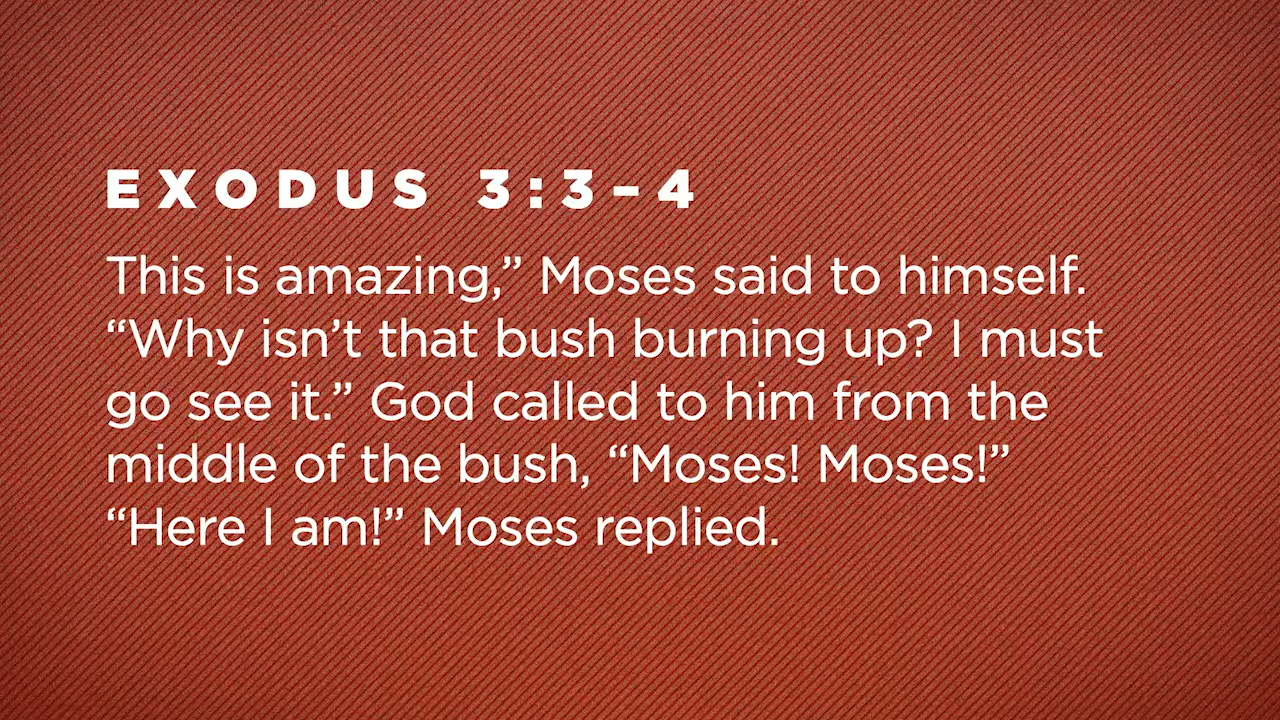 EXODUS 3:3–4
This is amazing,” Moses said to himself.
“Why isn’t that bush burning up? I must
go see it.” God called to him from the
middle of the bush, “Moses! Moses!”
“Here I am!” Moses replied.